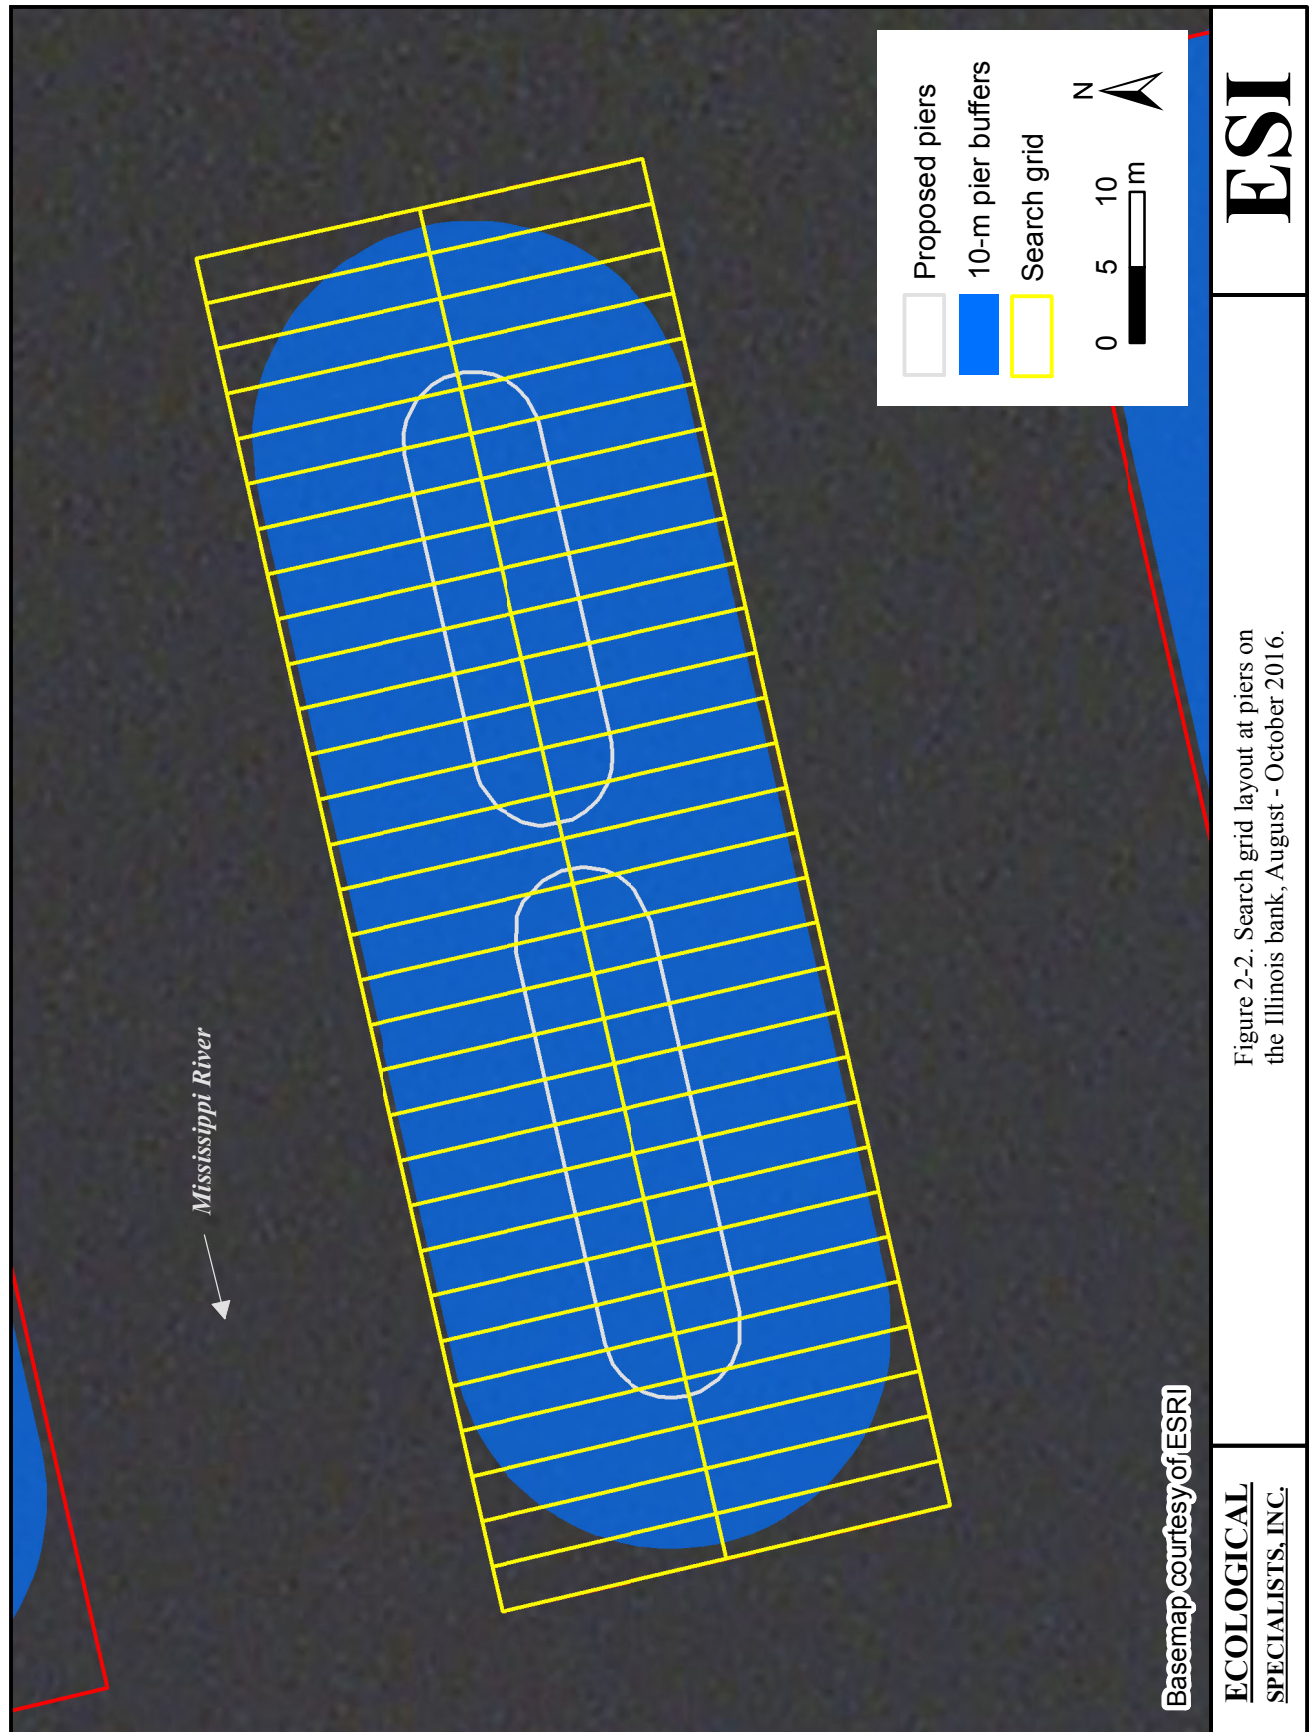 Mississippi River
Proposed piers
10-m pier buffers
Search grid
N
0 5 10
m
Basemap courtesy of ESRI
ECOLOGICAL
SPECIALISTS, INC.
Figure 2-2. Search grid layout at piers on
the Illinois bank, August - October 2016.
ESI